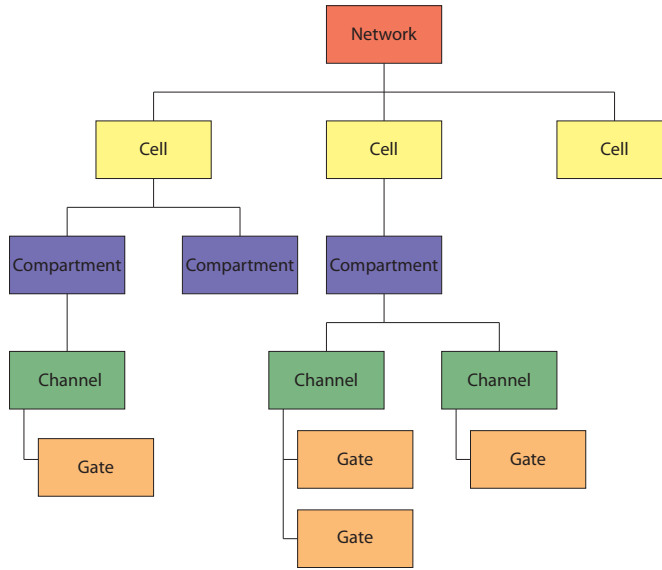 Network
Cell
Cell
Cell
Compartment
Compartment
Compartment
Channel
Channel
Channel
Gate
Gate
Gate
Gate